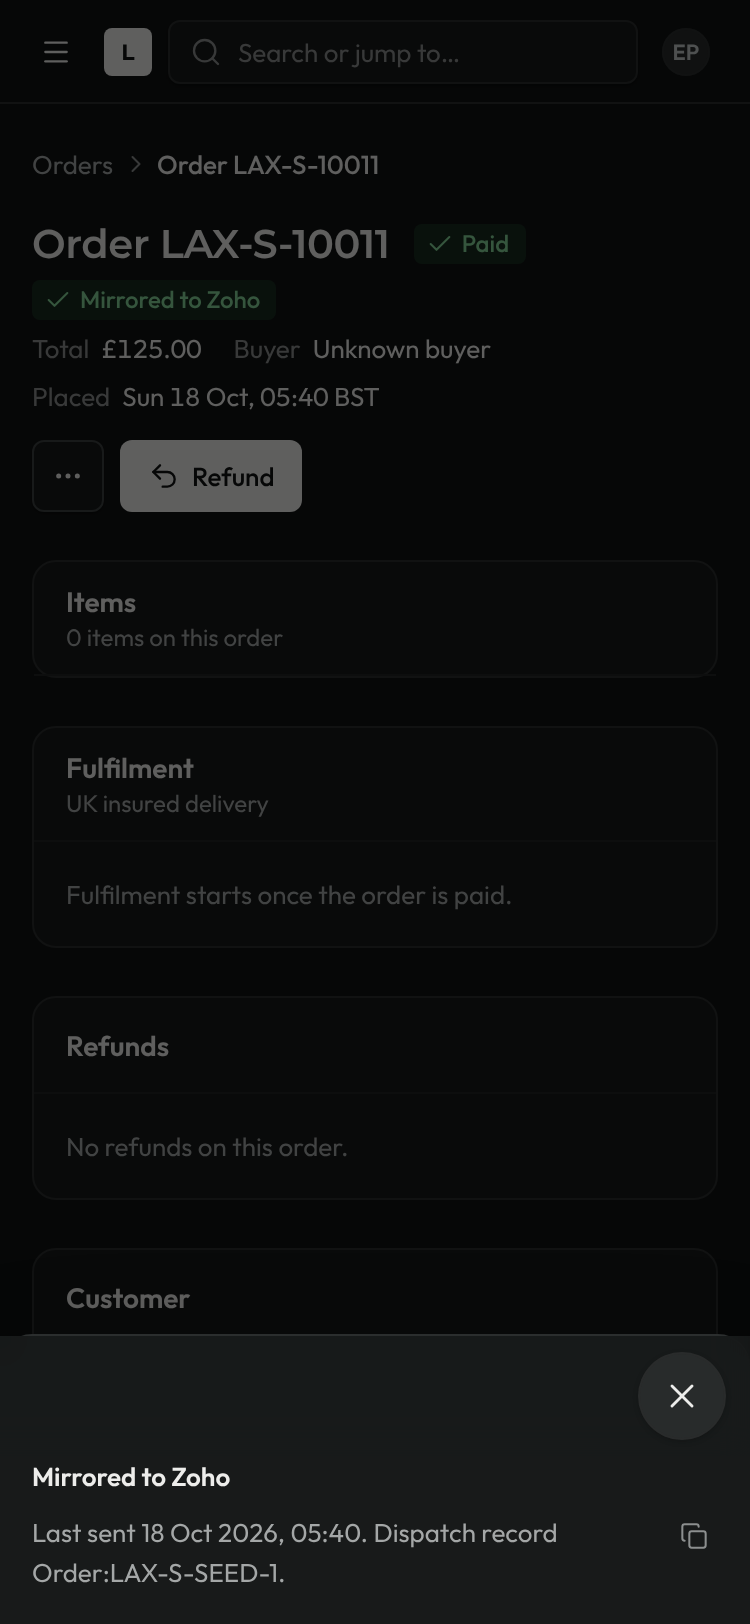 L
Search or jump to...
EP
Orders > Order LAX-S-10011
Order LAX-S-10011
Paid
Mirrored to Zoho
Total £125.00 Buyer Unknown buyer
Placed Sun 18 Oct, 05:40 BST
Refund
Items
0 items on this order
Fulfilment
UK insured delivery
Fulfilment starts once the order is paid.
Refunds
No refunds on this order.
Customer
Mirrored to Zoho
Last sent 18 Oct 2026, 05:40. Dispatch record
Order:LAX-S-SEED-1.